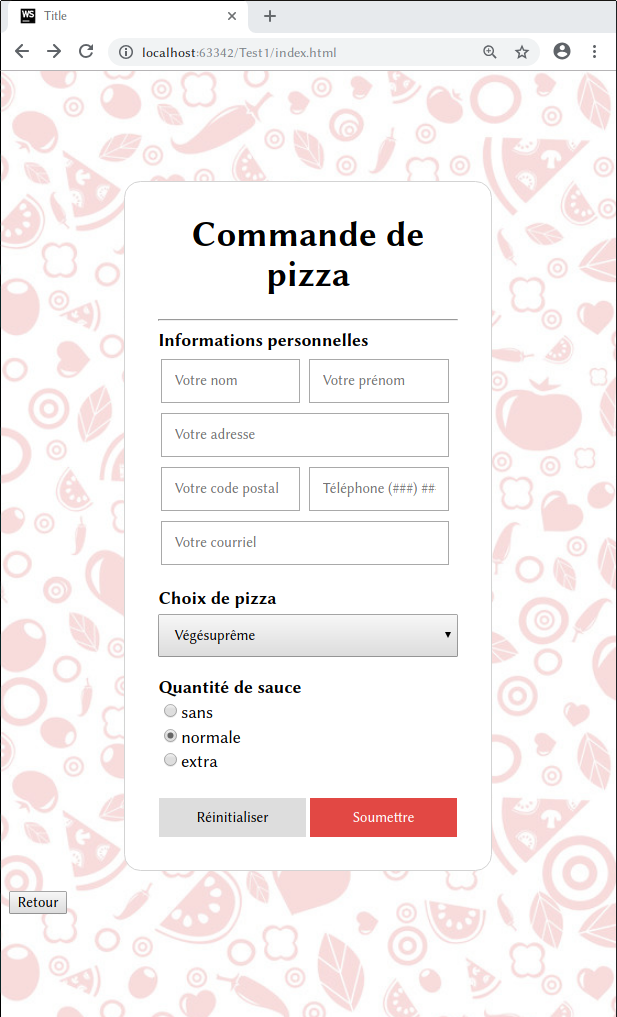 WS
Title
localhost:63342/Test1/index.html
Commande de
pizza
Informations personnelles
Votre nom
Votre prénom
Votre adresse
Votre code postal
Téléphone (###) ##
Votre courriel
Choix de pizza
Végésuprême
Quantité de sauce
sans
normale
extra
Réinitialiser
Soumettre
Retour